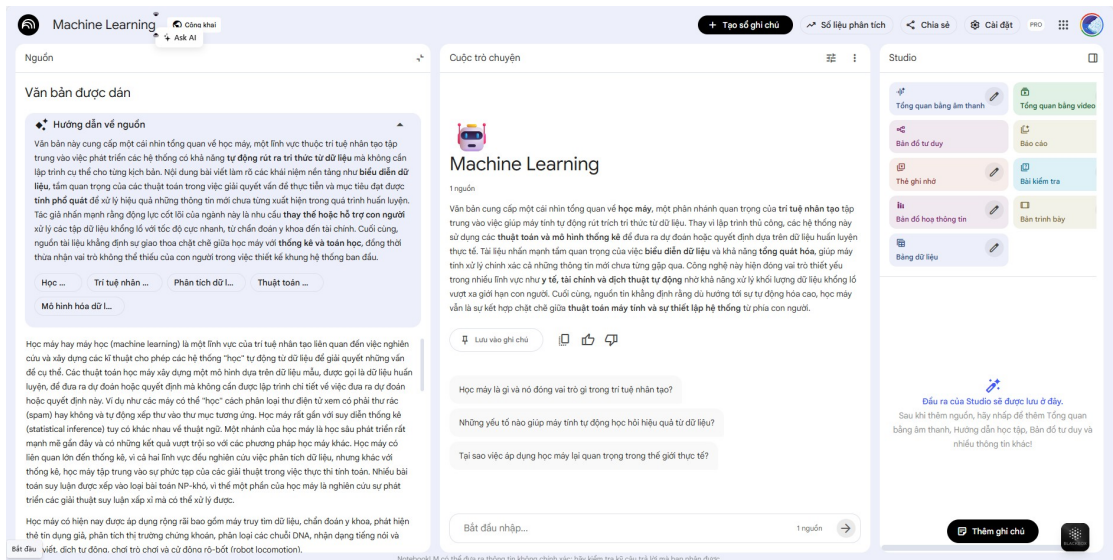 Machine Learning
Công khai
Ask AI
Tạo sổ ghi chú
Số liệu phân tích
Chia sẻ
Cài đặt
PRO
Nguồn
Văn bản được dán
Hướng dẫn về nguồn
Văn bản này cung cấp một cái nhìn tổng quan về học máy, một lĩnh vực thuộc trí tuệ nhân tạo tập
trung vào việc phát triển các hệ thống có khả năng tự động rút ra tri thức từ dữ liệu mà không cần
lập trình cụ thể cho từng kịch bản. Nội dung bài viết làm rõ các khái niệm nền tảng như biểu diễn dữ
liệu, tầm quan trọng của các thuật toán trong việc giải quyết vấn đề thực tiễn và mục tiêu đạt được
tính phổ quát để xử lý hiệu quả những thông tin mới chưa từng xuất hiện trong quá trình huấn luyện.
Tác giả nhấn mạnh rằng động lực cốt lõi của ngành này là nhu cầu thay thế hoặc hỗ trợ con người
xử lý các tập dữ liệu khổng lồ với tốc độ cực nhanh, từ chẩn đoán y khoa đến tài chính. Cuối cùng,
nguồn tài liệu khẳng định sự giao thoa chặt chẽ giữa học máy với thống kê và toán học, đồng thời
thừa nhận vai trò không thể thiếu của con người trong việc thiết kế khung hệ thống ban đầu.
Học ...
Trí tuệ nhân ...
Phân tích dữ l...
Thuật toán ...
Mô hình hóa dữ l...
Học máy hay máy học (machine learning) là một lĩnh vực của trí tuệ nhân tạo liên quan đến việc nghiên
cứu và xây dựng các kĩ thuật cho phép các hệ thống "học" tự động từ dữ liệu để giải quyết những vấn
đề cụ thể. Các thuật toán học máy xây dựng một mô hình dựa trên dữ liệu mẫu, được gọi là dữ liệu huấn
luyện, để đưa ra dự đoán hoặc quyết định mà không cần được lập trình chi tiết về việc đưa ra dự đoán
hoặc quyết định này. Ví dụ như các máy có thể "học" cách phân loại thư điện tử xem có phải thư rác
(spam) hay không và tự động xếp thư vào thư mục tương ứng. Học máy rất gần với suy diễn thống kê
(statistical inference) tuy có khác nhau về thuật ngữ. Một nhánh của học máy là học sâu phát triển rất
mạnh mẽ gần đây và có những kết quả vượt trội so với các phương pháp học máy khác. Học máy có
liên quan lớn đến thống kê, vì cả hai lĩnh vực đều nghiên cứu việc phân tích dữ liệu, nhưng khác với
thống kê, học máy tập trung vào sự phức tạp của các giải thuật trong việc thực thi tính toán. Nhiều bài
toán suy luận được xếp vào loại bài toán NP-khó, vì thế một phần của học máy là nghiên cứu sự phát
triển các giải thuật suy luận xấp xỉ mà có thể xử lý được.
Học máy có hiện nay được áp dụng rộng rãi bao gồm máy truy tìm dữ liệu, chẩn đoán y khoa, phát hiện
thẻ tín dụng giả, phân tích thị trường chứng khoán, phân loại các chuỗi DNA, nhận dạng tiếng nói và
viết, dịch tự động, chơi trò chơi và cử động rô-bốt (robot locomotion).
Bắt đầu
Cuộc trò chuyện
Machine Learning
1 nguồn
Văn bản cung cấp một cái nhìn tổng quan về học máy, một phân nhánh quan trọng của trí tuệ nhân tạo tập
trung vào việc giúp máy tính tự động rút trích tri thức từ dữ liệu. Thay vì lập trình thủ công, các hệ thống này
sử dụng các thuật toán và mô hình thống kê để đưa ra dự đoán hoặc quyết định dựa trên dữ liệu huấn luyện
thực tế. Tài liệu nhấn mạnh tầm quan trọng của việc biểu diễn dữ liệu và khả năng tổng quát hóa, giúp máy
tính xử lý chính xác cả những thông tin mới chưa từng gặp qua. Công nghệ này hiện đóng vai trò thiết yếu
trong nhiều lĩnh vực như y tế, tài chính và dịch thuật tự động nhờ khả năng xử lý khối lượng dữ liệu khổng lồ
vượt xa giới hạn con người. Cuối cùng, nguồn tin khẳng định rằng dù hướng tới sự tự động hóa cao, học máy
vẫn là sự kết hợp chặt chẽ giữa thuật toán máy tính và sự thiết lập hệ thống từ phía con người.
Lưu vào ghi chú
Học máy là gì và nó đóng vai trò gì trong trí tuệ nhân tạo?
Những yếu tố nào giúp máy tính tự động học hỏi hiệu quả từ dữ liệu?
Tại sao việc áp dụng học máy lại quan trọng trong thế giới thực tế?
Bắt đầu nhập...
1 nguồn
NotebookLM có thể đưa ra thông tin không chính xác; hãy kiểm tra kỹ câu trả lời mà bạn nhận được.
Studio
Tổng quan bằng âm thanh
Tổng quan bằng video
Bản đồ tư duy
Báo cáo
Thẻ ghi nhớ
Bài kiểm tra
Bản đồ hoạ thông tin
Bản trình bày
Bảng dữ liệu
Đầu ra của Studio sẽ được lưu ở đây.
Sau khi thêm nguồn, hãy nhấp để thêm Tổng quan
bằng âm thanh, Hướng dẫn học tập, Bản đồ tư duy và
nhiều thông tin khác!
Thêm ghi chú
BLACKBOX